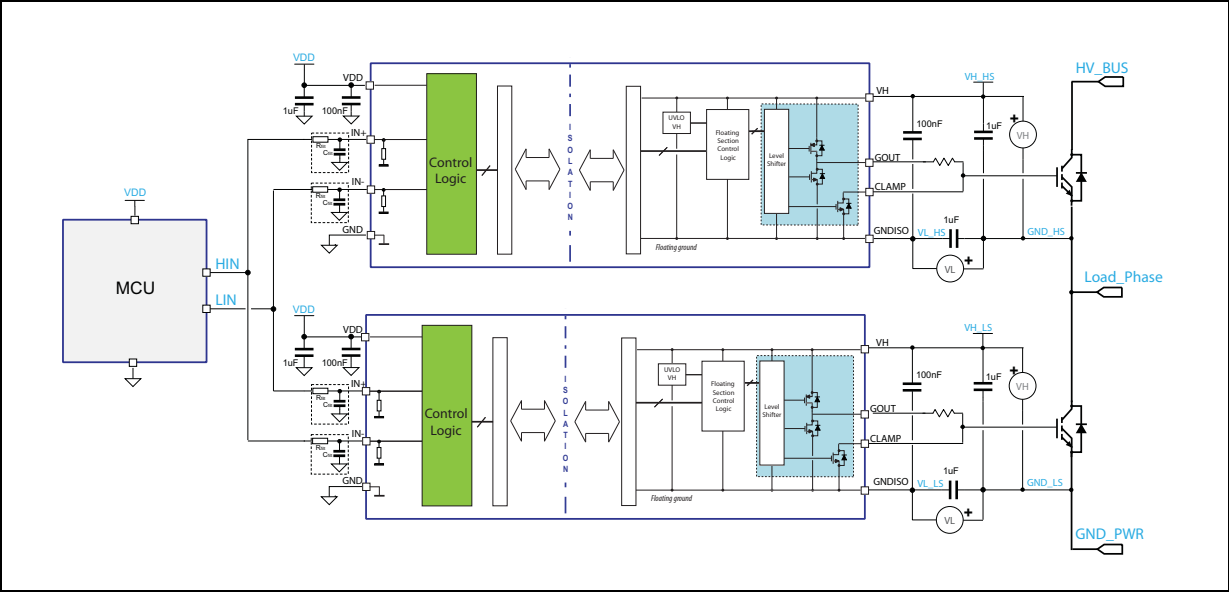 VDD
VDD
1uF
100nF
IN+
IN-
GND
Control
Logic
ISOLATION
UVLO
VH
Floating
Section
Control
Logic
Level
Shifter
Floating ground
VH
GOUT
CLAMP
GNDISO
100nF
VH_HS
1uF
VH
+
1uF
VL_HS
VL
+
GND_HS
HV_BUS
VDD
MCU
HIN
LIN
Load_Phase
VDD
VDD
1uF
100nF
IN+
IN-
GND
Control
Logic
ISOLATION
UVLO
VH
Floating
Section
Control
Logic
Level
Shifter
Floating ground
VH
GOUT
CLAMP
GNDISO
100nF
VH_LS
1uF
VH
+
1uF
VL_LS
VL
+
GND_LS
GND_PWR